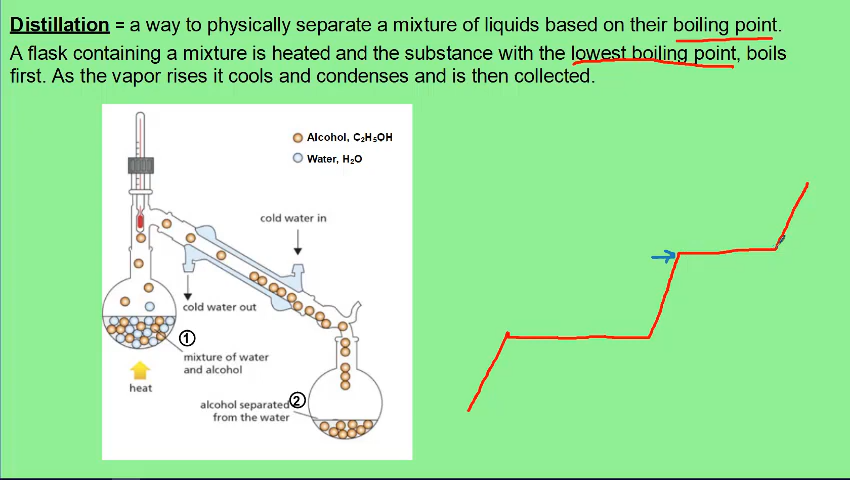 Distillation = a way to physically separate a mixture of liquids based on their boiling point.
A flask containing a mixture is heated and the substance with the lowest boiling point, boils
first. As the vapor rises it cools and condenses and is then collected.
Alcohol, C₂H₅OH
Water, H₂O
cold water in
cold water out
①
mixture of water
and alcohol
heat
alcohol separated
from the water
②